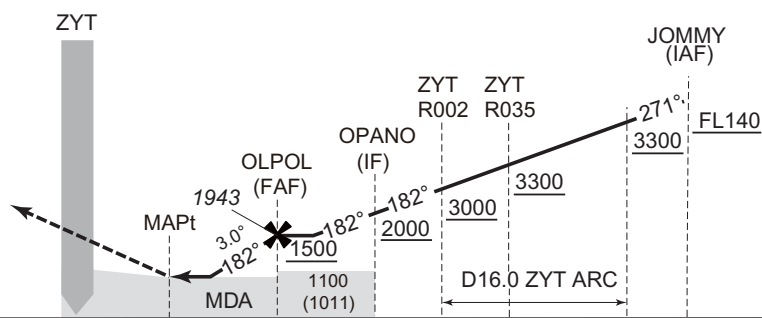 ZYT
JOMMY
(IAF)
ZYT
R002
ZYT
R035
271°
FL140
OPANO
(IF)
3300
OLPOL
(FAF)
3300
1943
182°
3000
MAPt
182°
2000
3.0°
182°
1500
1100
(1011)
MDA
D16.0 ZYT ARC